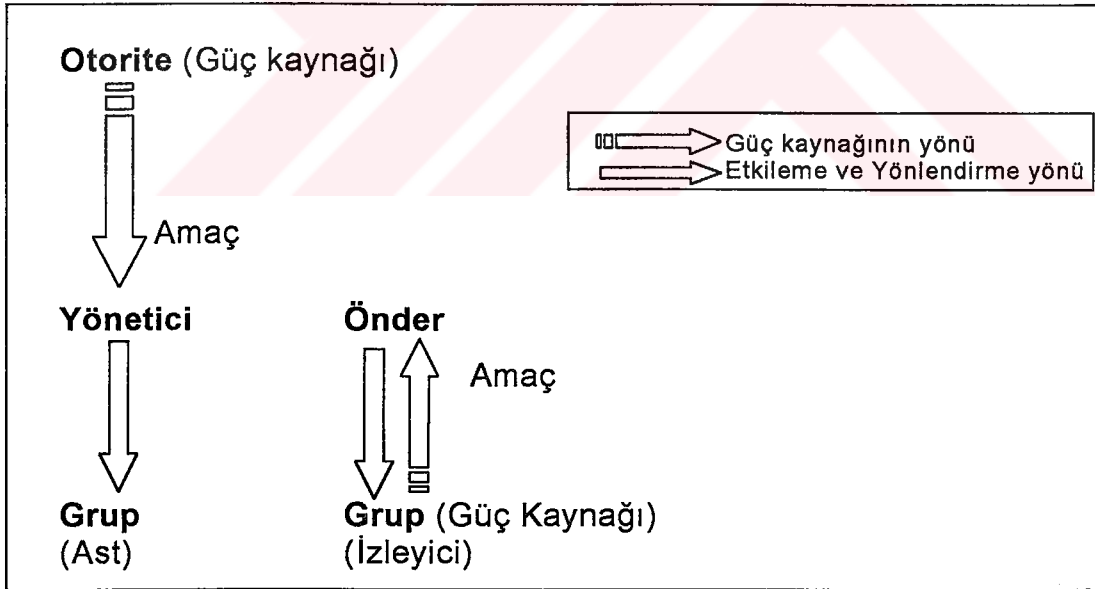 Otorite (Güç kaynağı)
Güç kaynağının yönü
Etkileme ve Yönlendirme yönü
Amaç
Yönetici
Önder
Amaç
Grup
(Ast)
Grup (Güç Kaynağı)
(İzleyici)